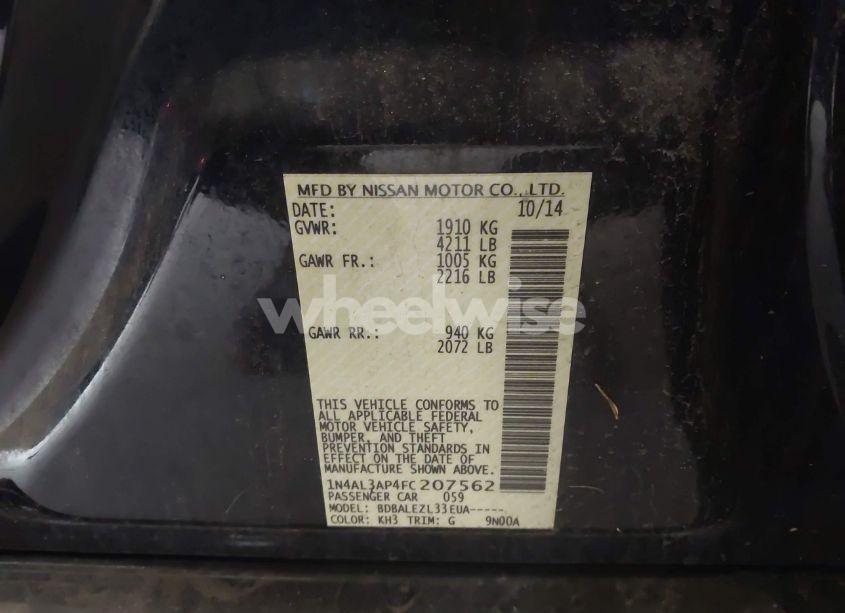 MFD BY NISSAN MOTOR CO., LTD.
DATE: 10/14
GVWR: 1910 KG
4211 LB
GAWR FR.: 1005 KG
2216 LB
wheelwise
GAWR RR.: 940 KG
2072 LB
THIS VEHICLE CONFORMS TO
ALL APPLICABLE FEDERAL
MOTOR VEHICLE SAFETY,
BUMPER, AND THEFT
PREVENTION STANDARDS IN
EFFECT ON THE DATE OF
MANUFACTURE SHOWN ABOVE.
1N4AL3AP4FC207562
PASSENGER CAR 059
MODEL: BDBALEZL33EUA-----
COLOR: KH3 TRIM: G 9N00A